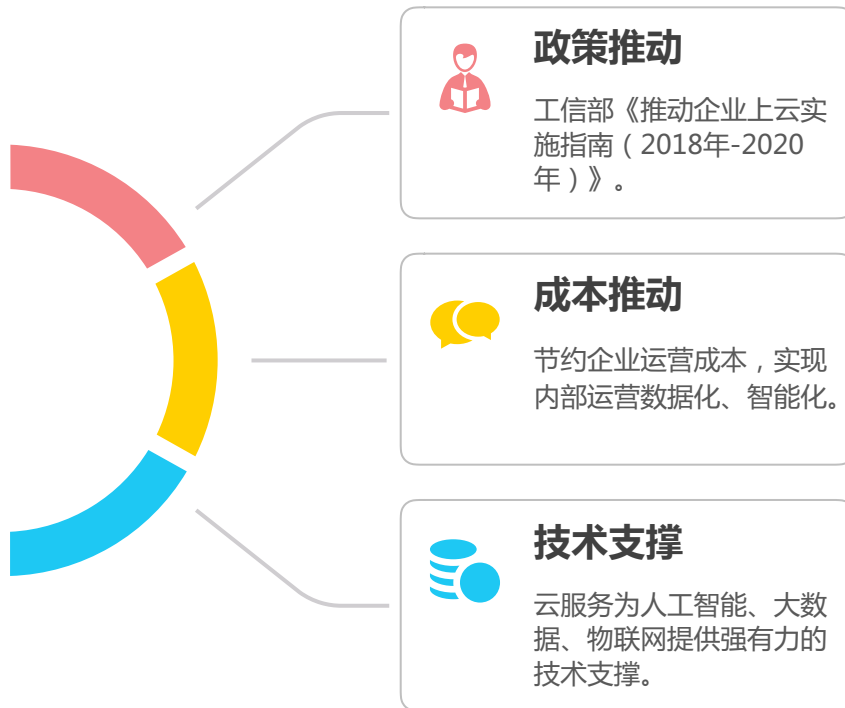 政策推动
工信部《推动企业上云实
施指南（2018年-2020
年）》。
成本推动
节约企业运营成本，实现
内部运营数据化、智能化。
技术支撑
云服务为人工智能、大数
据、物联网提供强有力的
技术支撑。